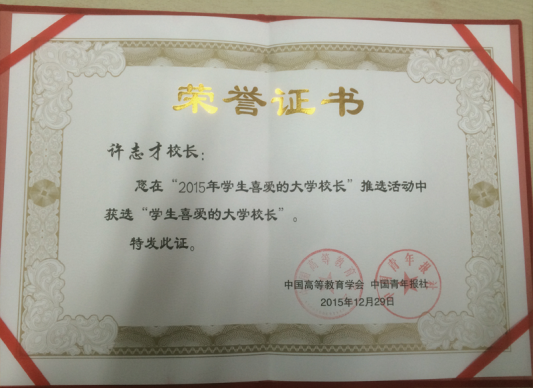 荣誉证书
许志才校长：
您在“2015年学生喜爱的大学校长”推选活动中
获选“学生喜爱的大学校长”。
特发此证。
中国高等教育学会 中国青年报社
2015年12月29日